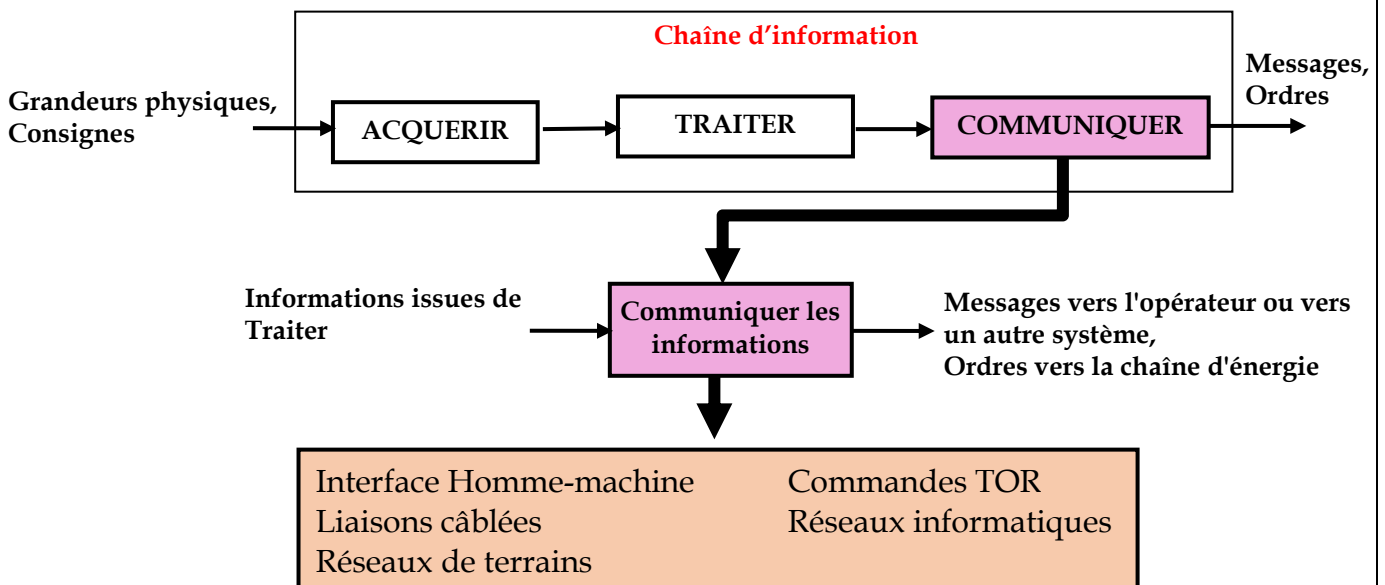 Chaîne d’information
Grandeurs physiques,
Consignes
ACQUERIR
TRAITER
COMMUNIQUER
Messages,
Ordres
Informations issues de
Traiter
Communiquer les
informations
Messages vers l'opérateur ou vers
un autre système,
Ordres vers la chaîne d'énergie
Interface Homme-machine
Liaisons câblées
Réseaux de terrains
Commandes TOR
Réseaux informatiques